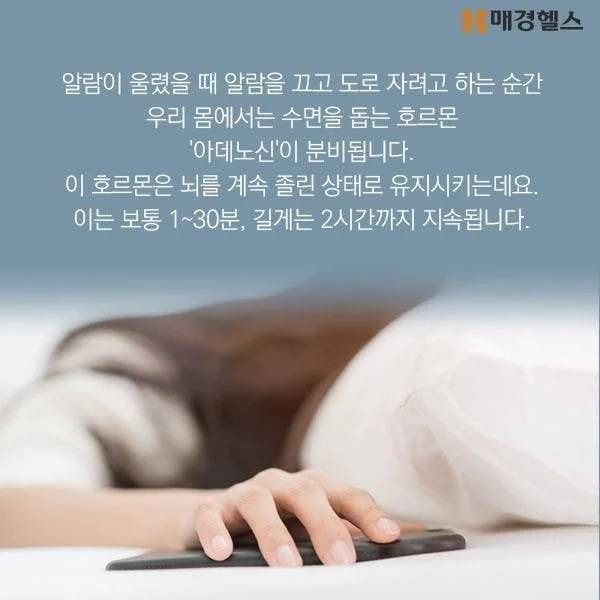 매경헬스
알람이 울렸을 때 알람을 끄고 도로 자려고 하는 순간
우리 몸에서는 수면을 돕는 호르몬
'아데노신'이 분비됩니다.
이 호르몬은 뇌를 계속 졸린 상태로 유지시키는데요.
이는 보통 1~30분, 길게는 2시간까지 지속됩니다.